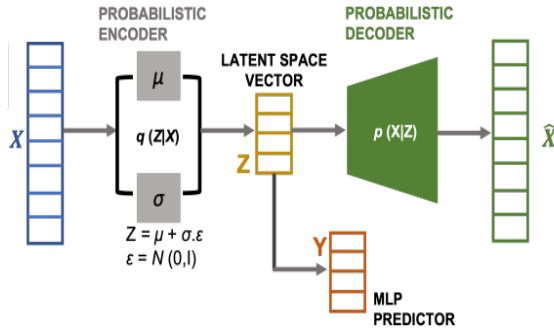 PROBABILISTIC
ENCODER
PROBABILISTIC
DECODER
LATENT SPACE
VECTOR
X
μ
q (Z|X)
σ
Z = μ + σ.ε
ε = N (0,I)
Z
p (X|Z)
X̂
Y
MLP
PREDICTOR